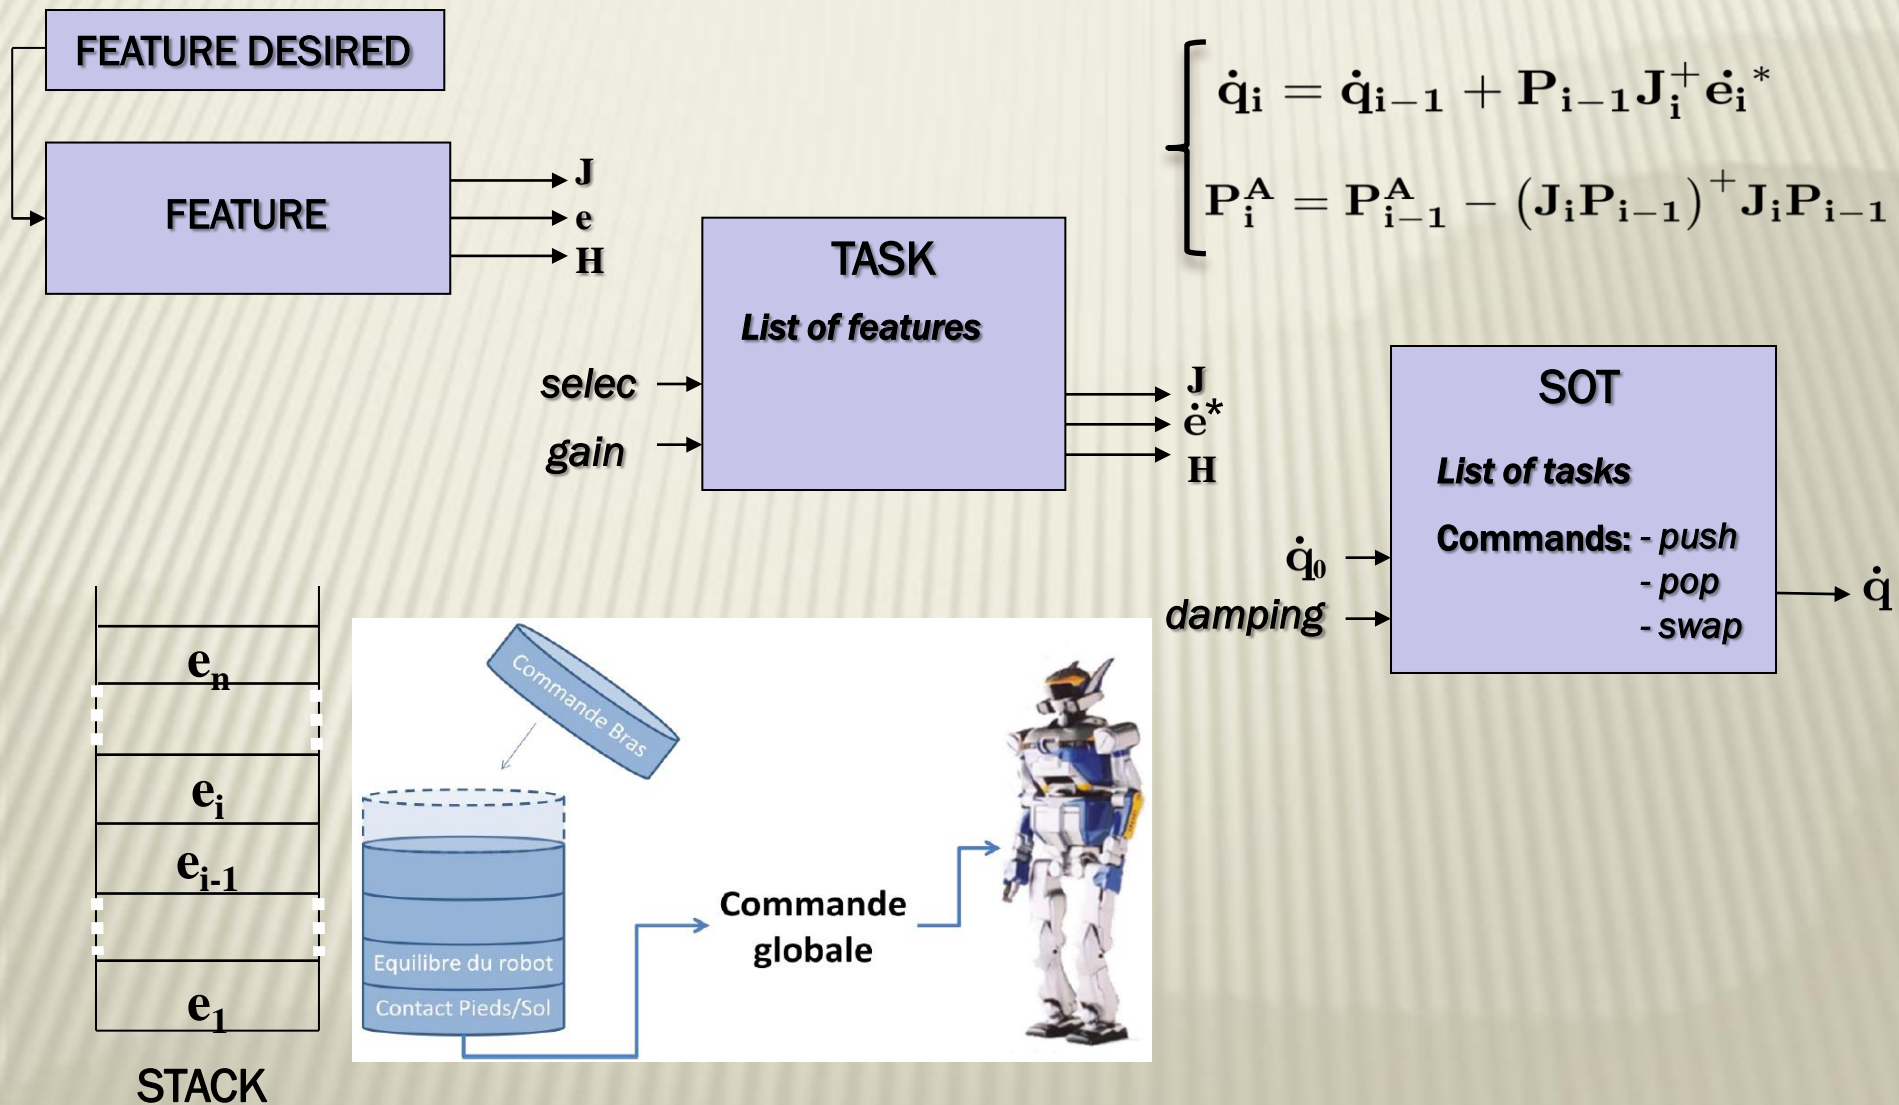 FEATURE DESIRED
FEATURE
J
e
H
q̇ᵢ = q̇ᵢ₋₁ + Pᵢ₋₁Jᵢ⁺ėᵢ*
Pᵢᴬ = Pᵢ₋₁ᴬ − (JᵢPᵢ₋₁)⁺JᵢPᵢ₋₁
TASK
List of features
selec
gain
J
ė*
H
SOT
List of tasks
Commands: - push
- pop
- swap
q̇₀
damping
q̇
eₙ
eᵢ
eᵢ₋₁
e₁
STACK
Commande Bras
Equilibre du robot
Contact Pieds/Sol
Commande
globale